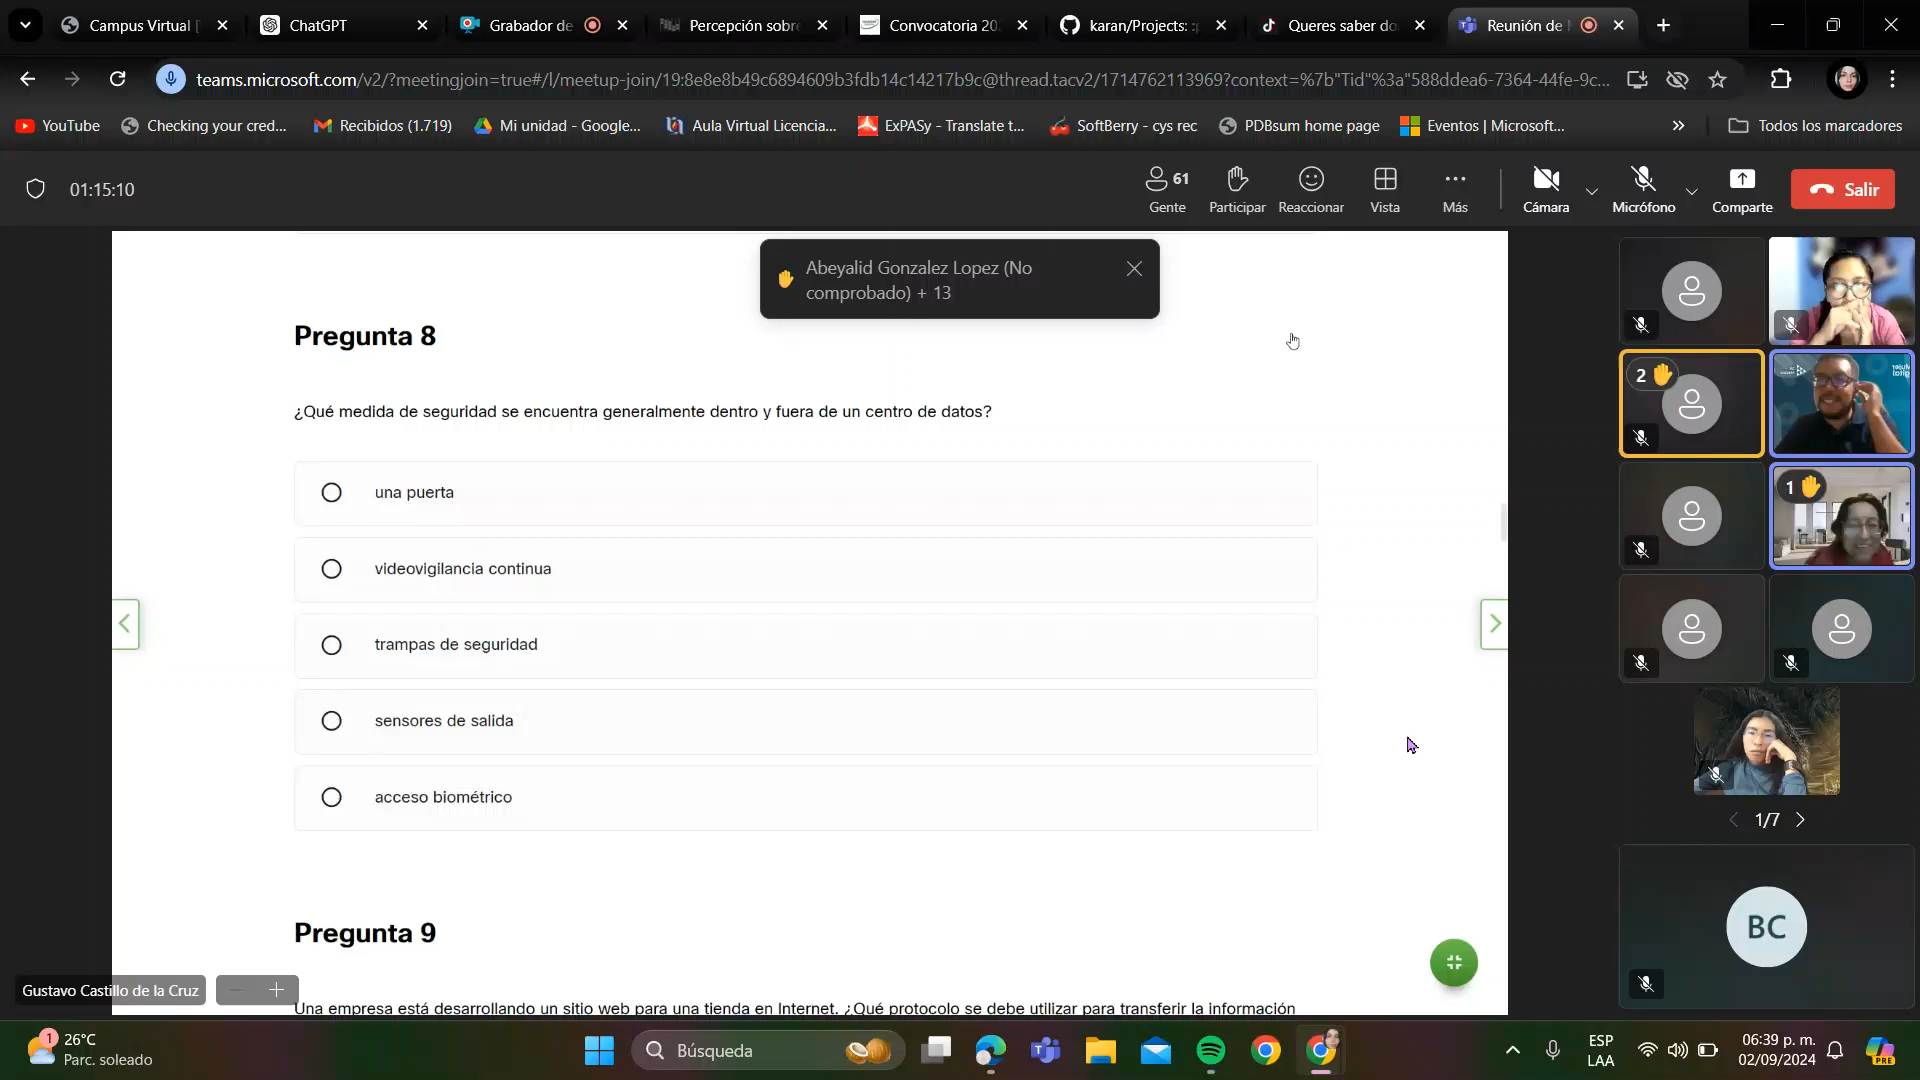 Campus Virtual [
ChatGPT
Grabador de
Percepción sobre
Convocatoria 20
karan/Projects: :p
Queres saber do
Reunión de
teams.microsoft.com/v2/?meetingjoin=true#/l/meetup-join/19:8e8e8b49c6894609b3fdb14c14217b9c@thread.tacv2/1714762113969?context=%7b"Tid"%3a"588ddea6-7364-44fe-9c...
YouTube
Checking your cred...
Recibidos (1.719)
Mi unidad - Google...
Aula Virtual Licencia...
ExPASy - Translate t...
SoftBerry - cys rec
PDBsum home page
Eventos | Microsoft...
»
Todos los marcadores
01:15:10
61
Gente
Participar
Reaccionar
Vista
Más
Cámara
Micrófono
Comparte
Salir
Abeyalid Gonzalez Lopez (No
comprobado) + 13
Pregunta 8
¿Qué medida de seguridad se encuentra generalmente dentro y fuera de un centro de datos?
una puerta
videovigilancia continua
trampas de seguridad
sensores de salida
acceso biométrico
Pregunta 9
Una empresa está desarrollando un sitio web para una tienda en Internet. ¿Qué protocolo se debe utilizar para transferir la información
Gustavo Castillo de la Cruz
2
1
1/7
BC
1
26°C
Parc. soleado
Búsqueda
ESP
LAA
06:39 p. m.
02/09/2024
PRE